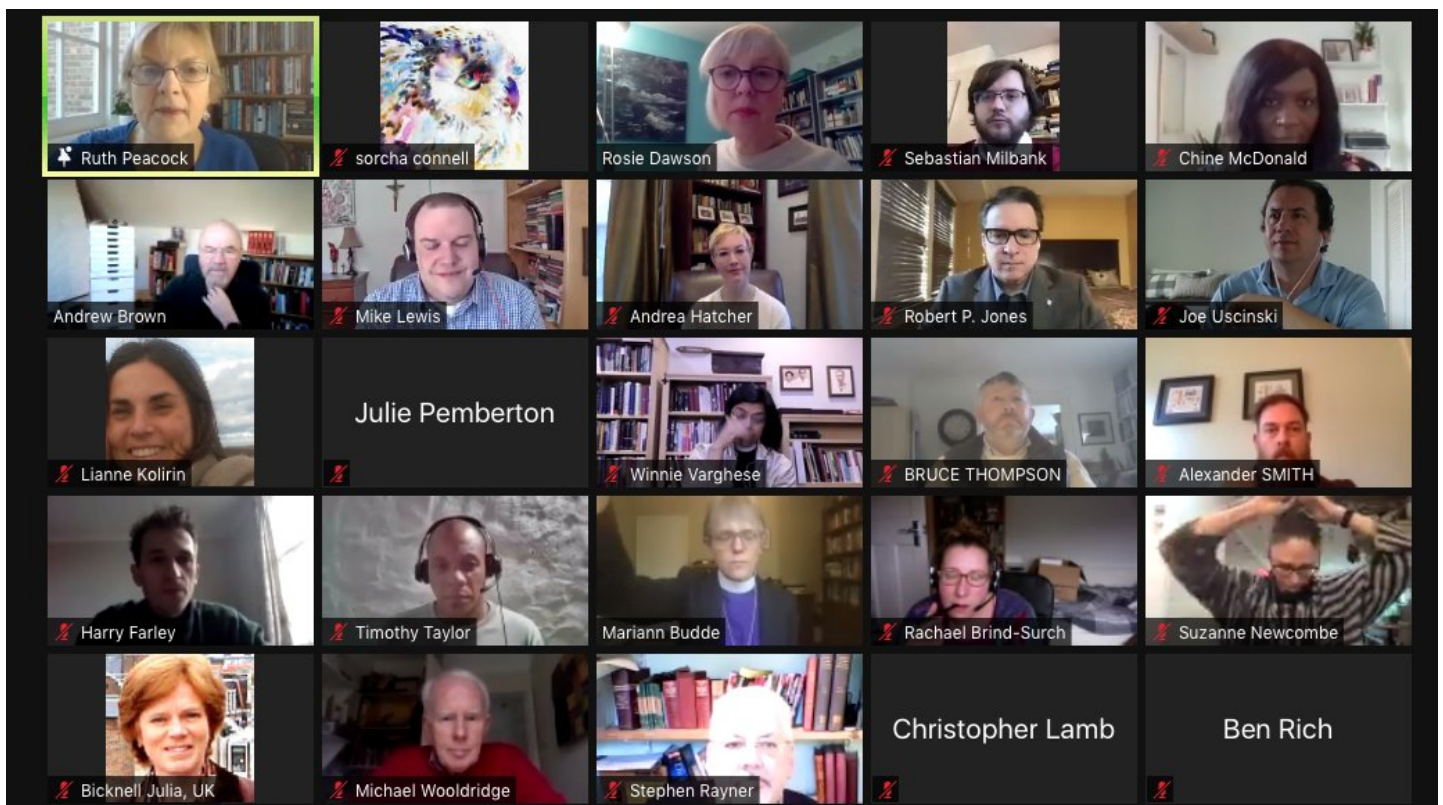 Ruth Peacock
sorcha connell
Rosie Dawson
Sebastian Milbank
Chine McDonald
Andrew Brown
Mike Lewis
Andrea Hatcher
Robert P. Jones
Joe Uscinski
Lianne Kolirin
Julie Pemberton
Winnie Varghese
BRUCE THOMPSON
Alexander SMITH
Harry Farley
Timothy Taylor
Mariann Budde
Rachael Brind-Surch
Suzanne Newcombe
Bicknell Julia, UK
Michael Wooldridge
Stephen Rayner
Christopher Lamb
Ben Rich